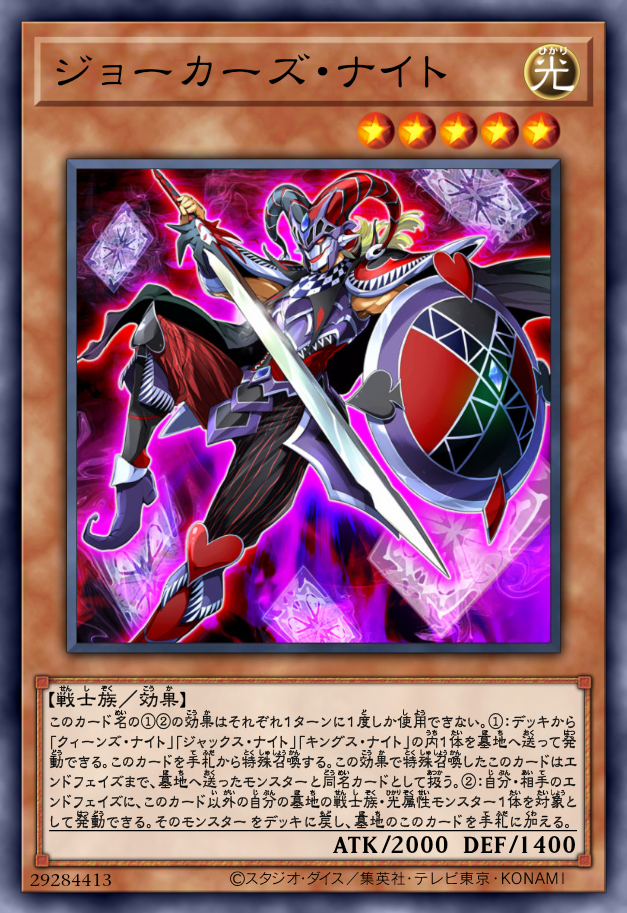 ジョーカーズ・ナイト
光
【戦士族／効果】
このカード名の①②の効果はそれぞれ1ターンに1度しか使用できない。①：デッキから
「クィーンズ・ナイト」「ジャックス・ナイト」「キングス・ナイト」の内1体を墓地へ送って発
動できる。このカードを手札から特殊召喚する。この効果で特殊召喚したこのカードはエ
ンドフェイズまで、墓地へ送ったモンスターと同名カードとして扱う。②：自分・相手のエ
ンドフェイズに、このカード以外の自分の墓地の戦士族・光属性モンスター1体を対象と
して発動できる。そのモンスターをデッキに戻し、墓地のこのカードを手札に加える。
ATK/2000 DEF/1400
29284413 ©スタジオ・ダイス／集英社・テレビ東京・KONAMI